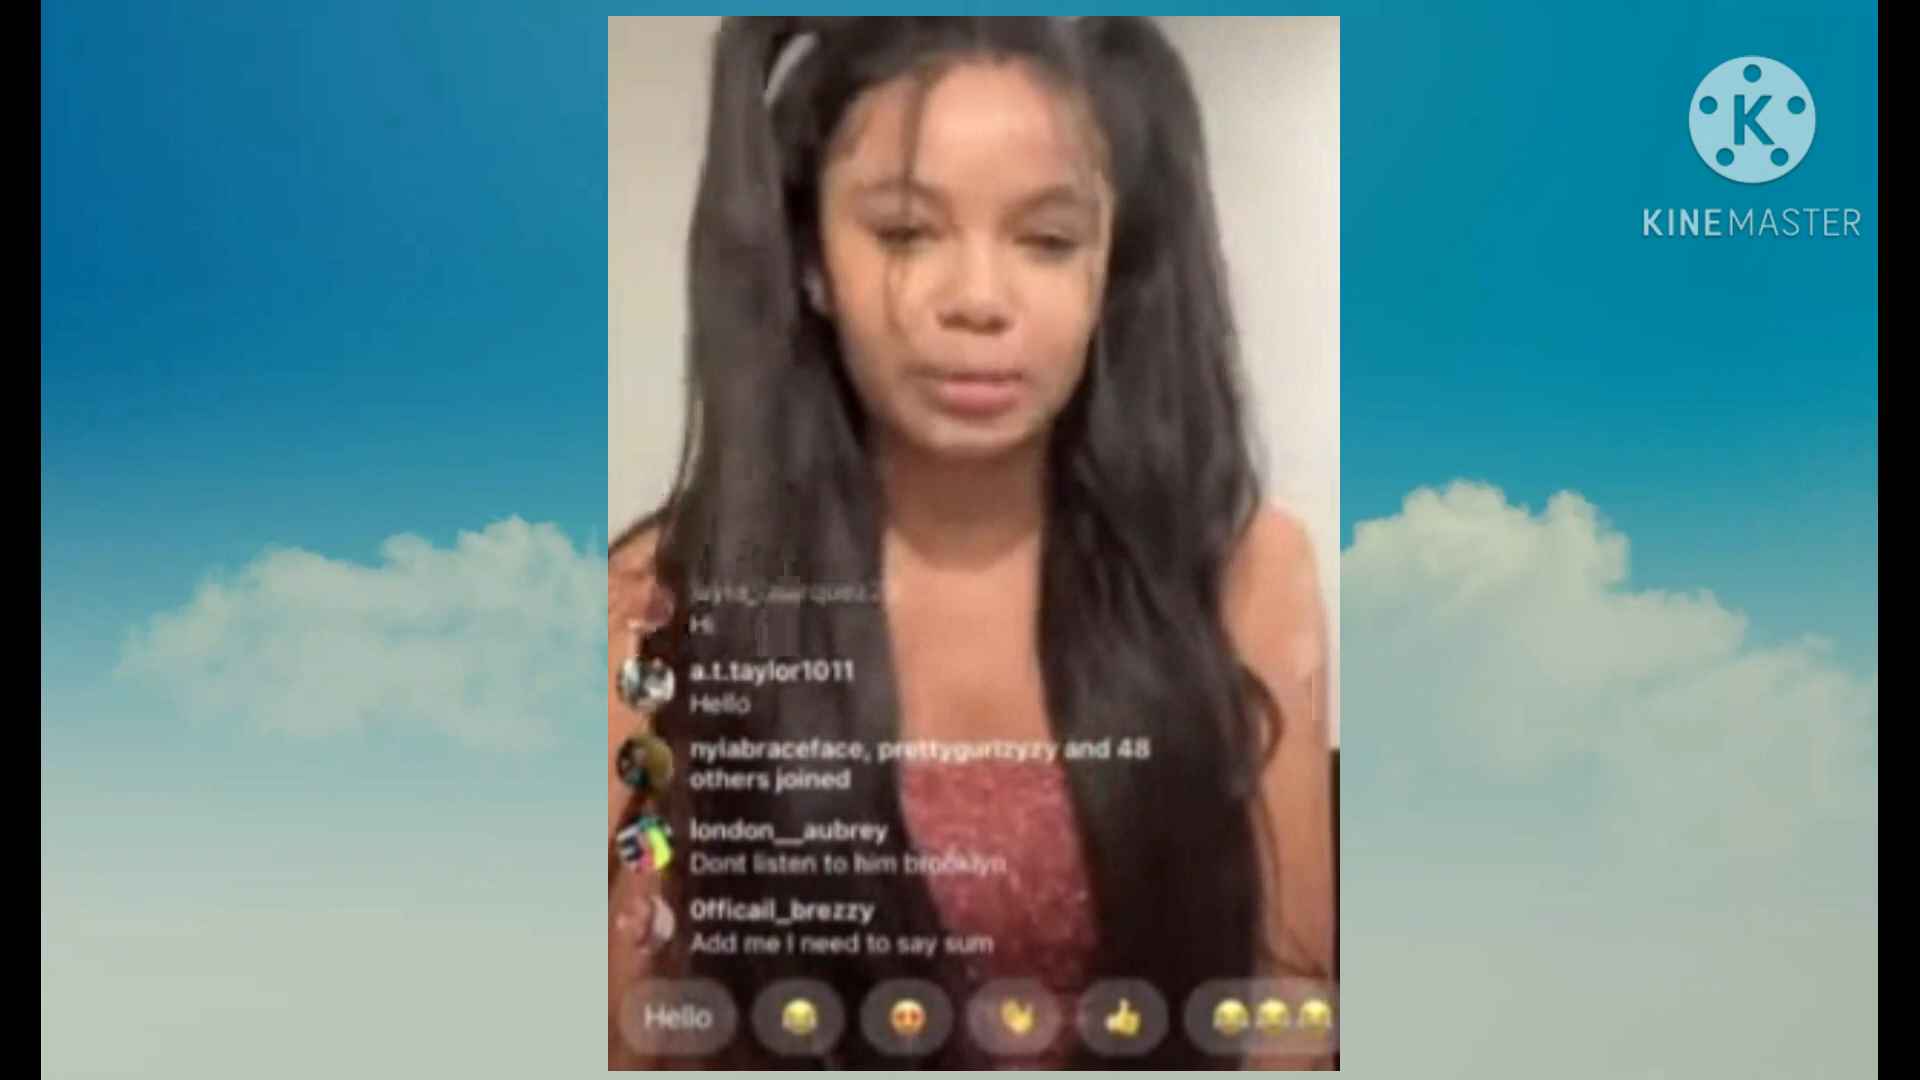 K
KINEMASTER
Hi
a.t.taylor1011
Hello
nyiabraceface, prettygurlzyzy and 48
others joined
london__aubrey
Dont listen to him brooklyn
0fficail_brezzy
Add me I need to say sum
Hello